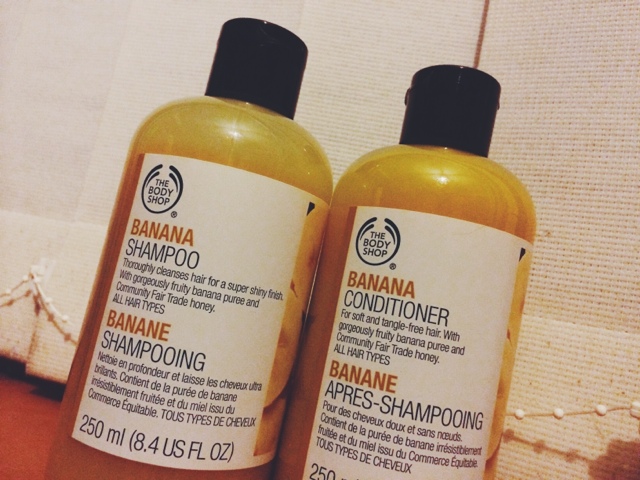 THE
BODY
SHOP
®
BANANA
SHAMPOO
Thoroughly cleanses hair for a super shiny finish.
With gorgeously fruity banana puree and
Community Fair Trade honey.
ALL HAIR TYPES
BANANE
SHAMPOOING
Nettoie en profondeur et laisse les cheveux ultra
brillants. Contient de la purée de banane
irrésistiblement fruitée et du miel issu du
Commerce Équitable. TOUS TYPES DE CHEVEUX
250 ml (8.4 US FL OZ)
THE
BODY
SHOP
®
BANANA
CONDITIONER
For soft and tangle-free hair. With
gorgeously fruity banana puree and
Community Fair Trade honey.
ALL HAIR TYPES
BANANE
APRES-SHAMPOOING
Pour des cheveux doux et sans nœuds.
Contient de la purée de banane irrésistiblement
fruitée et du miel issu du Commerce Équitable.
TOUS TYPES DE CHEVEUX
250